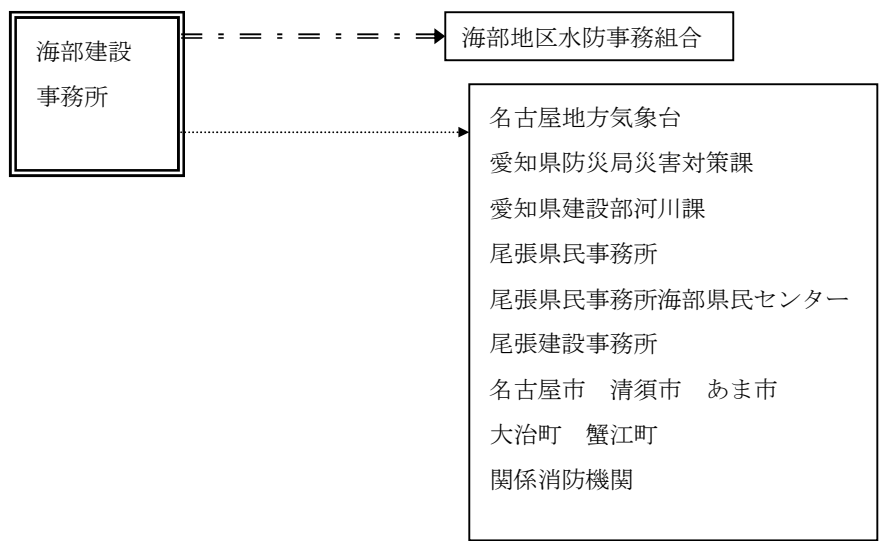 海部建設
事務所
海部地区水防事務組合
名古屋地方気象台
愛知県防災局災害対策課
愛知県建設部河川課
尾張県民事務所
尾張県民事務所海部県民センター
尾張建設事務所
名古屋市　清須市　あま市
大治町　蟹江町
関係消防機関